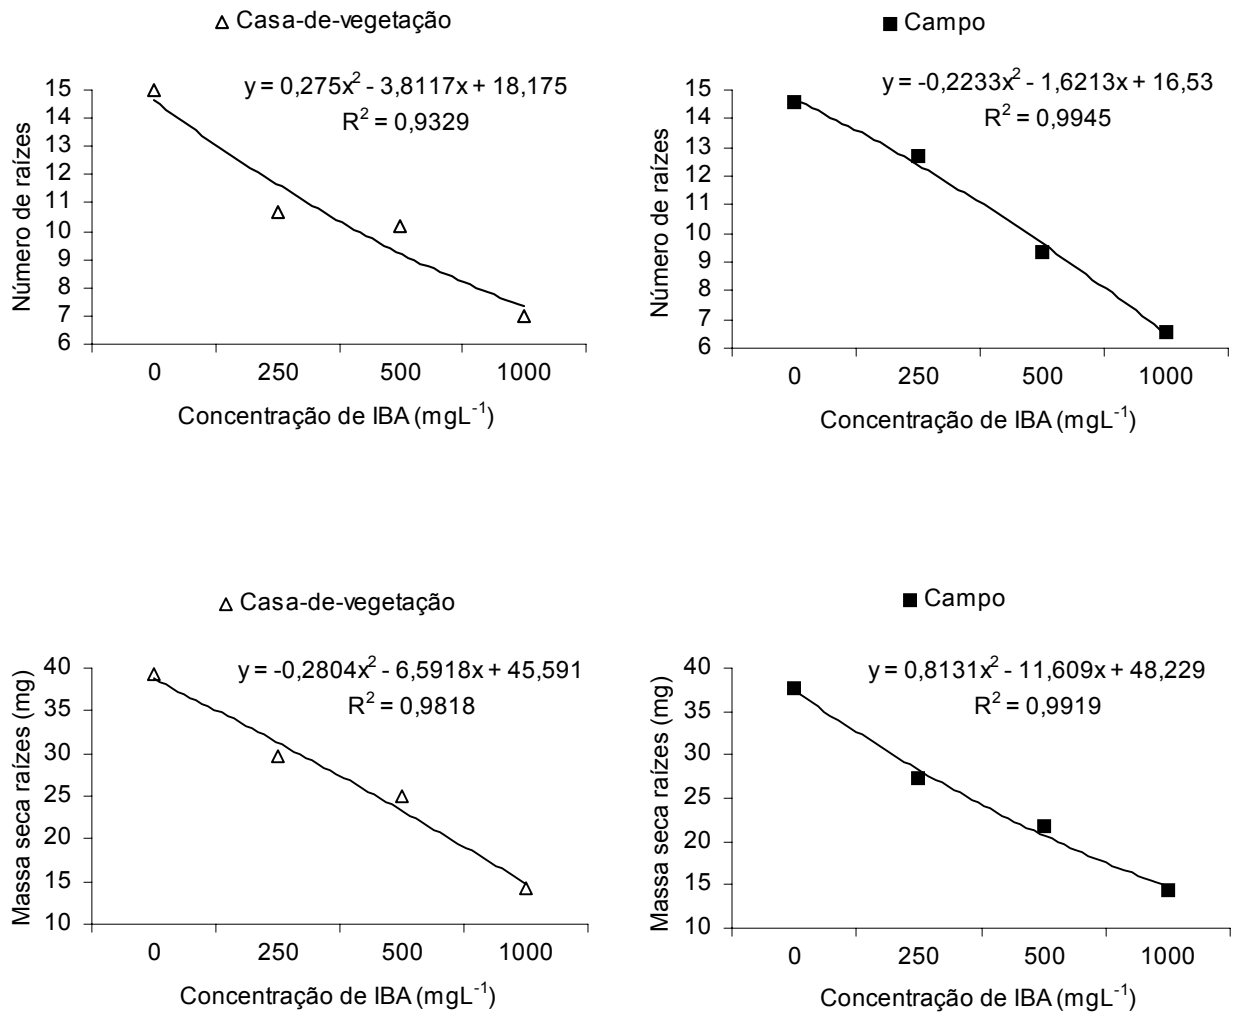 Casa-de-vegetação
y = 0,275x² - 3,8117x + 18,175
R² = 0,9329
Número de raízes
15
14
13
12
11
10
9
8
7
6
0 250 500 1000
Concentração de IBA (mgL⁻¹)
Campo
y = -0,2233x² - 1,6213x + 16,53
R² = 0,9945
Número de raízes
15
14
13
12
11
10
9
8
7
6
0 250 500 1000
Concentração de IBA (mgL⁻¹)
Casa-de-vegetação
y = -0,2804x² - 6,5918x + 45,591
R² = 0,9818
Massa seca raízes (mg)
40
35
30
25
20
15
10
0 250 500 1000
Concentração de IBA (mgL⁻¹)
Campo
y = 0,8131x² - 11,609x + 48,229
R² = 0,9919
Massa seca raízes (mg)
40
35
30
25
20
15
10
0 250 500 1000
Concentração de IBA (mgL⁻¹)